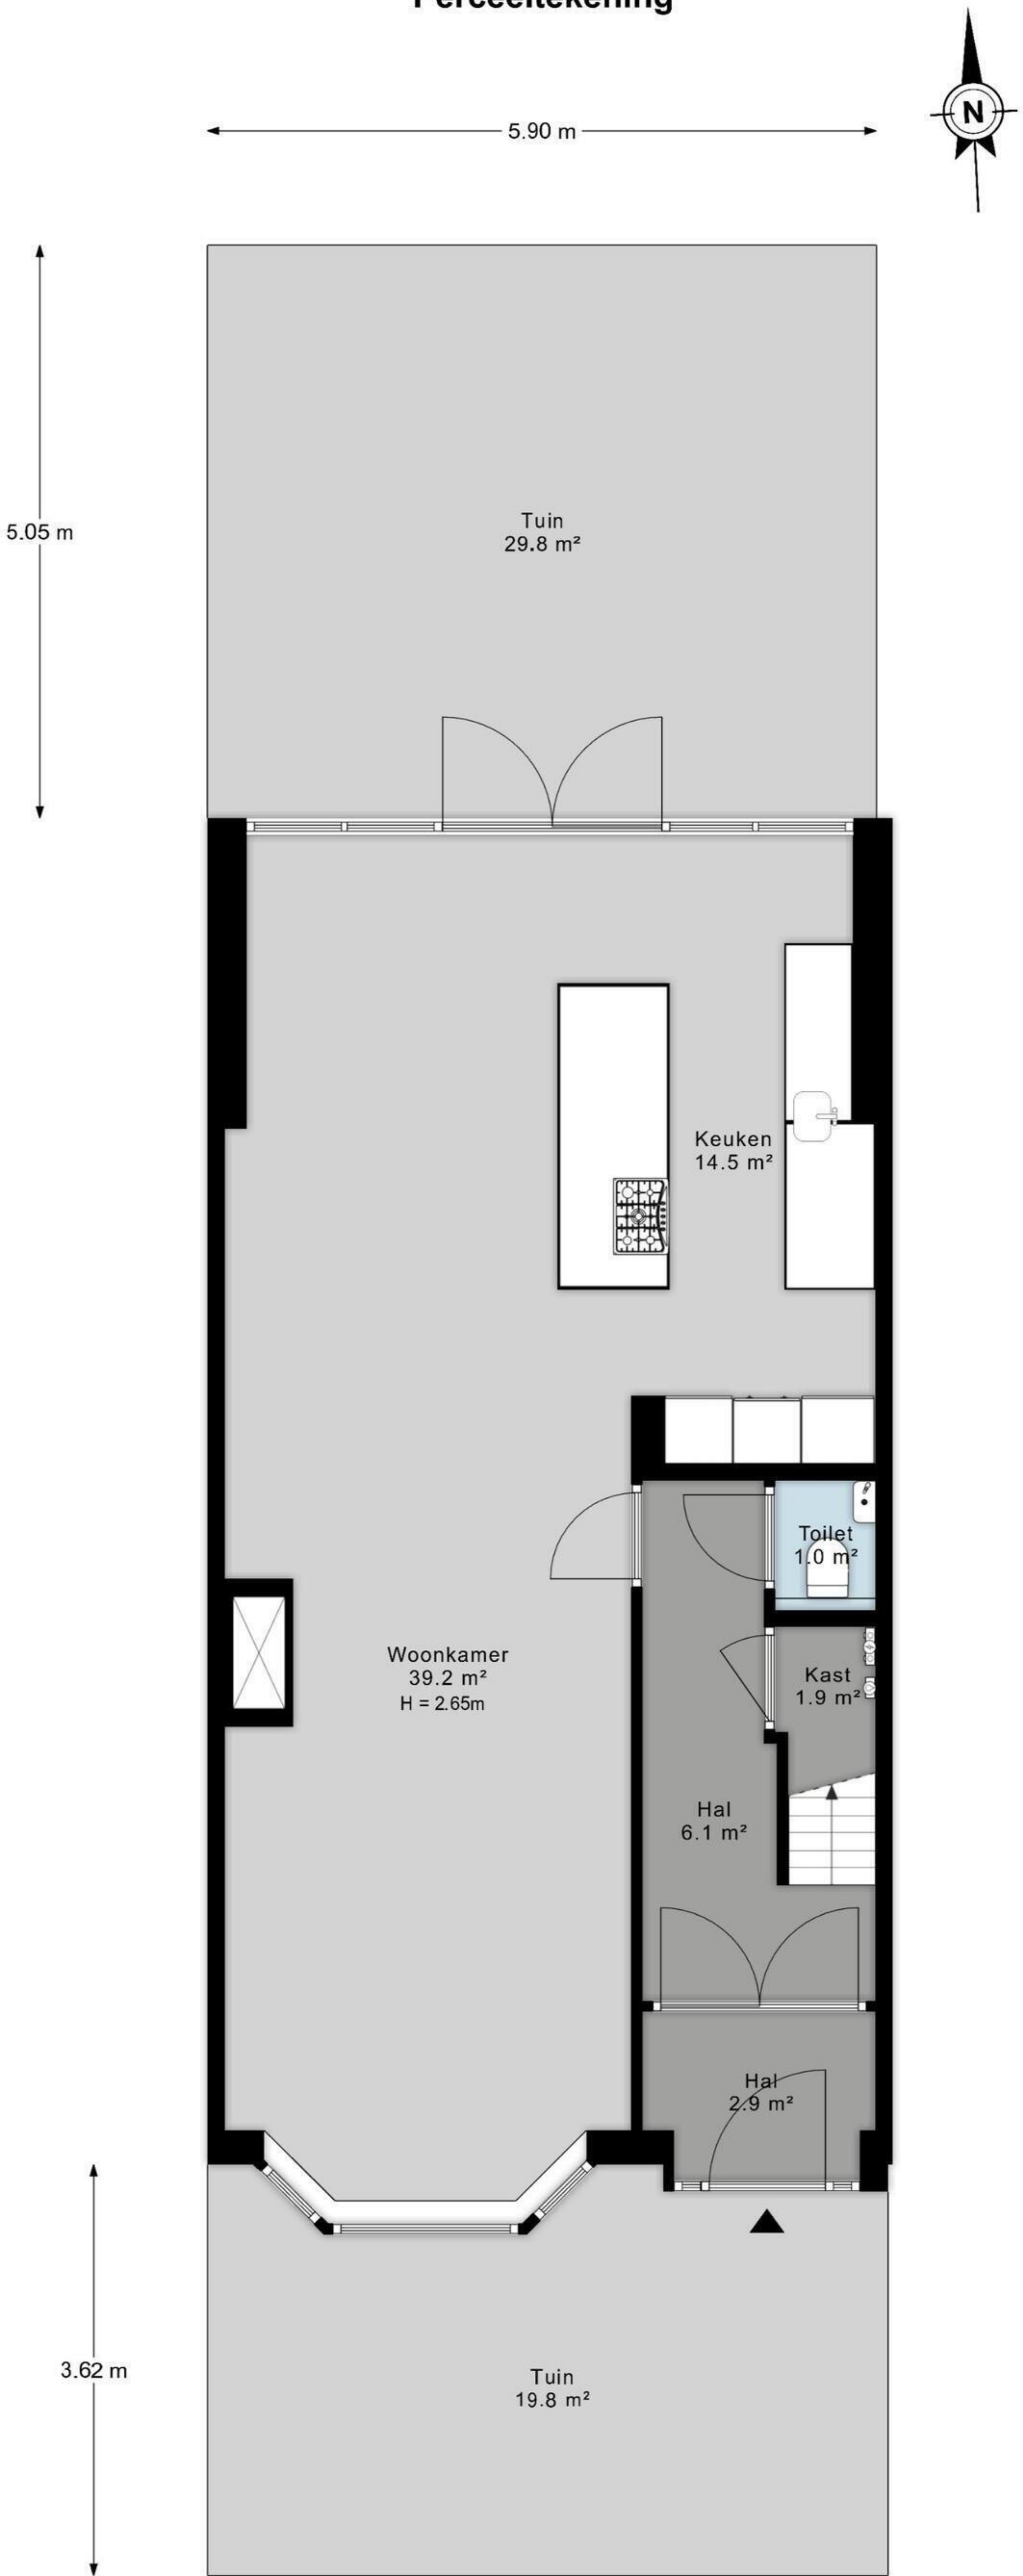 Perceeltekening
N
5.90 m
5.05 m
Tuin
29.8 m²
Keuken
14.5 m²
Toilet
1.0 m²
Woonkamer
39.2 m²
H = 2.65m
Kast
1.9 m²
Hal
6.1 m²
Hal
2.9 m²
3.62 m
Tuin
19.8 m²